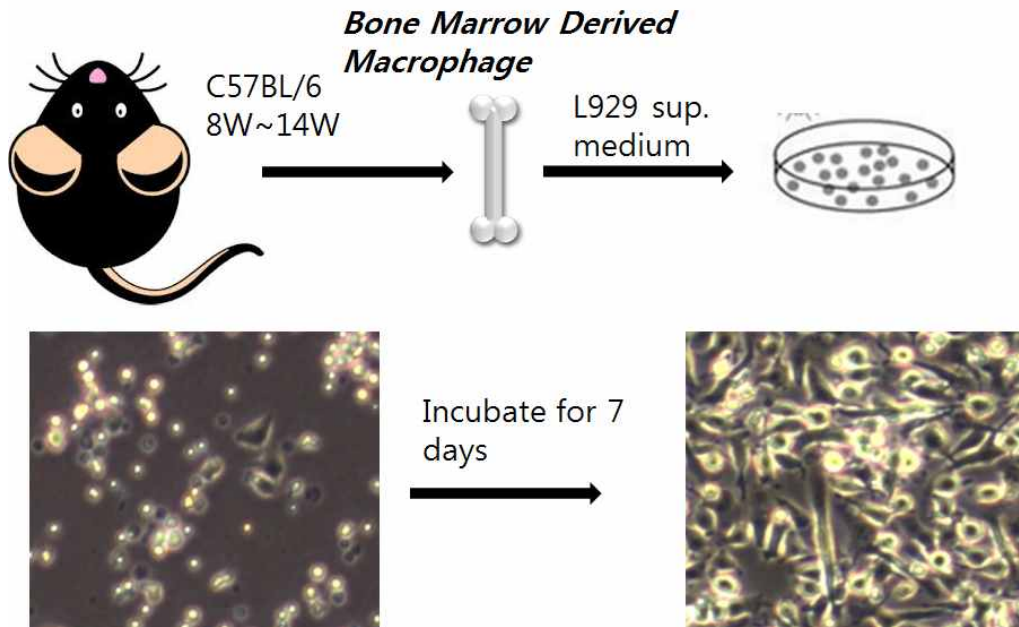 Bone Marrow Derived
Macrophage
C57BL/6
8W~14W
L929 sup.
medium
Incubate for 7
days